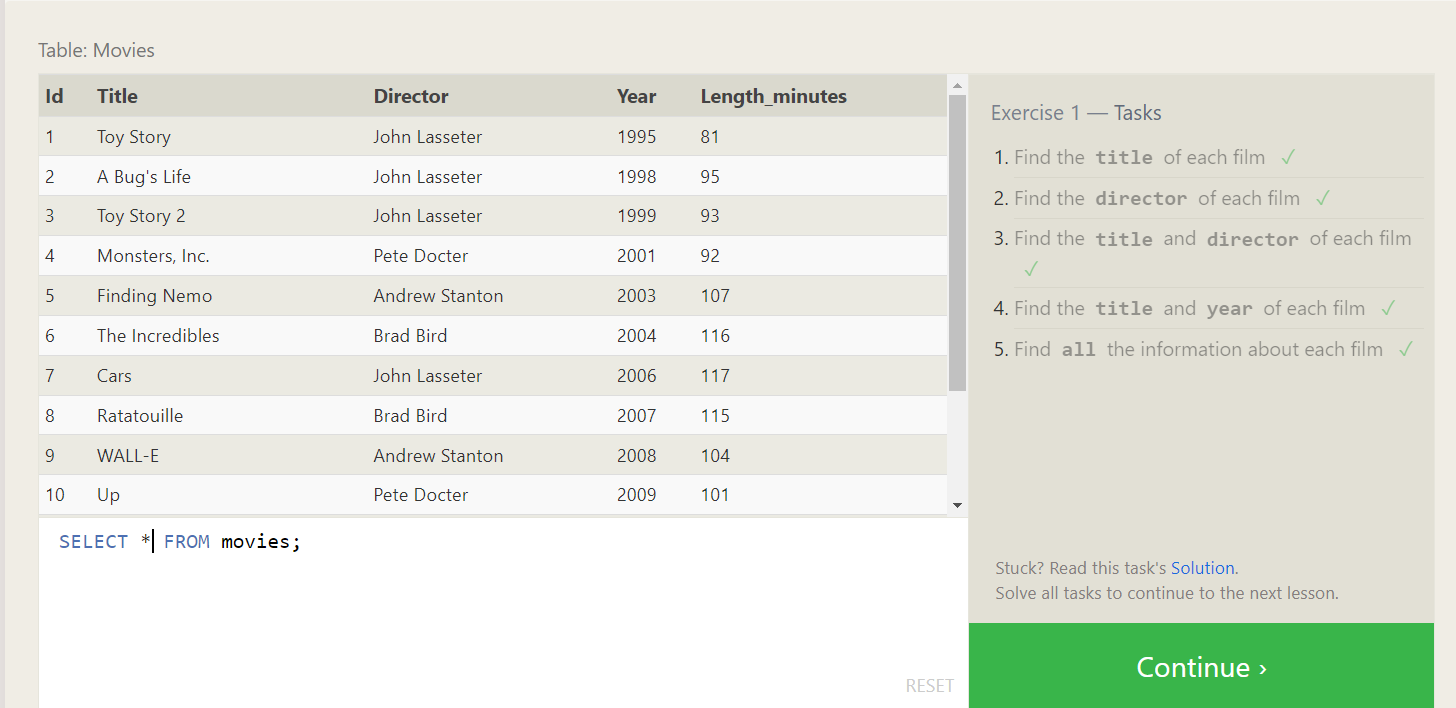 Table: Movies
Id Title Director Year Length_minutes
1 Toy Story John Lasseter 1995 81
2 A Bug's Life John Lasseter 1998 95
3 Toy Story 2 John Lasseter 1999 93
4 Monsters, Inc. Pete Docter 2001 92
5 Finding Nemo Andrew Stanton 2003 107
6 The Incredibles Brad Bird 2004 116
7 Cars John Lasseter 2006 117
8 Ratatouille Brad Bird 2007 115
9 WALL-E Andrew Stanton 2008 104
10 Up Pete Docter 2009 101
SELECT * FROM movies;
RESET
Exercise 1 — Tasks
1. Find the title of each film ✓
2. Find the director of each film ✓
3. Find the title and director of each film
✓
4. Find the title and year of each film ✓
5. Find all the information about each film ✓
Stuck? Read this task's Solution.
Solve all tasks to continue to the next lesson.
Continue ›